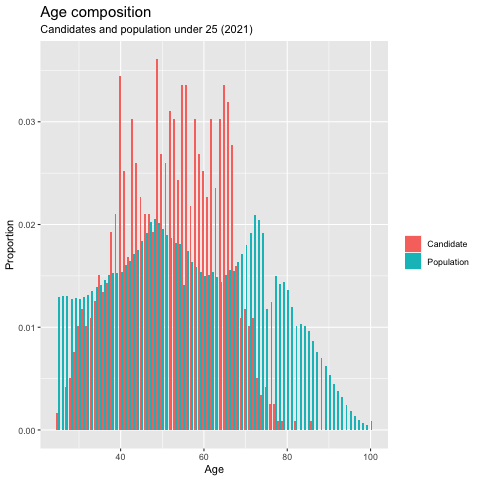 Age composition
Candidates and population under 25 (2021)
Proportion
0.03
0.02
0.01
0.00
40
60
80
100
Age
Candidate
Population